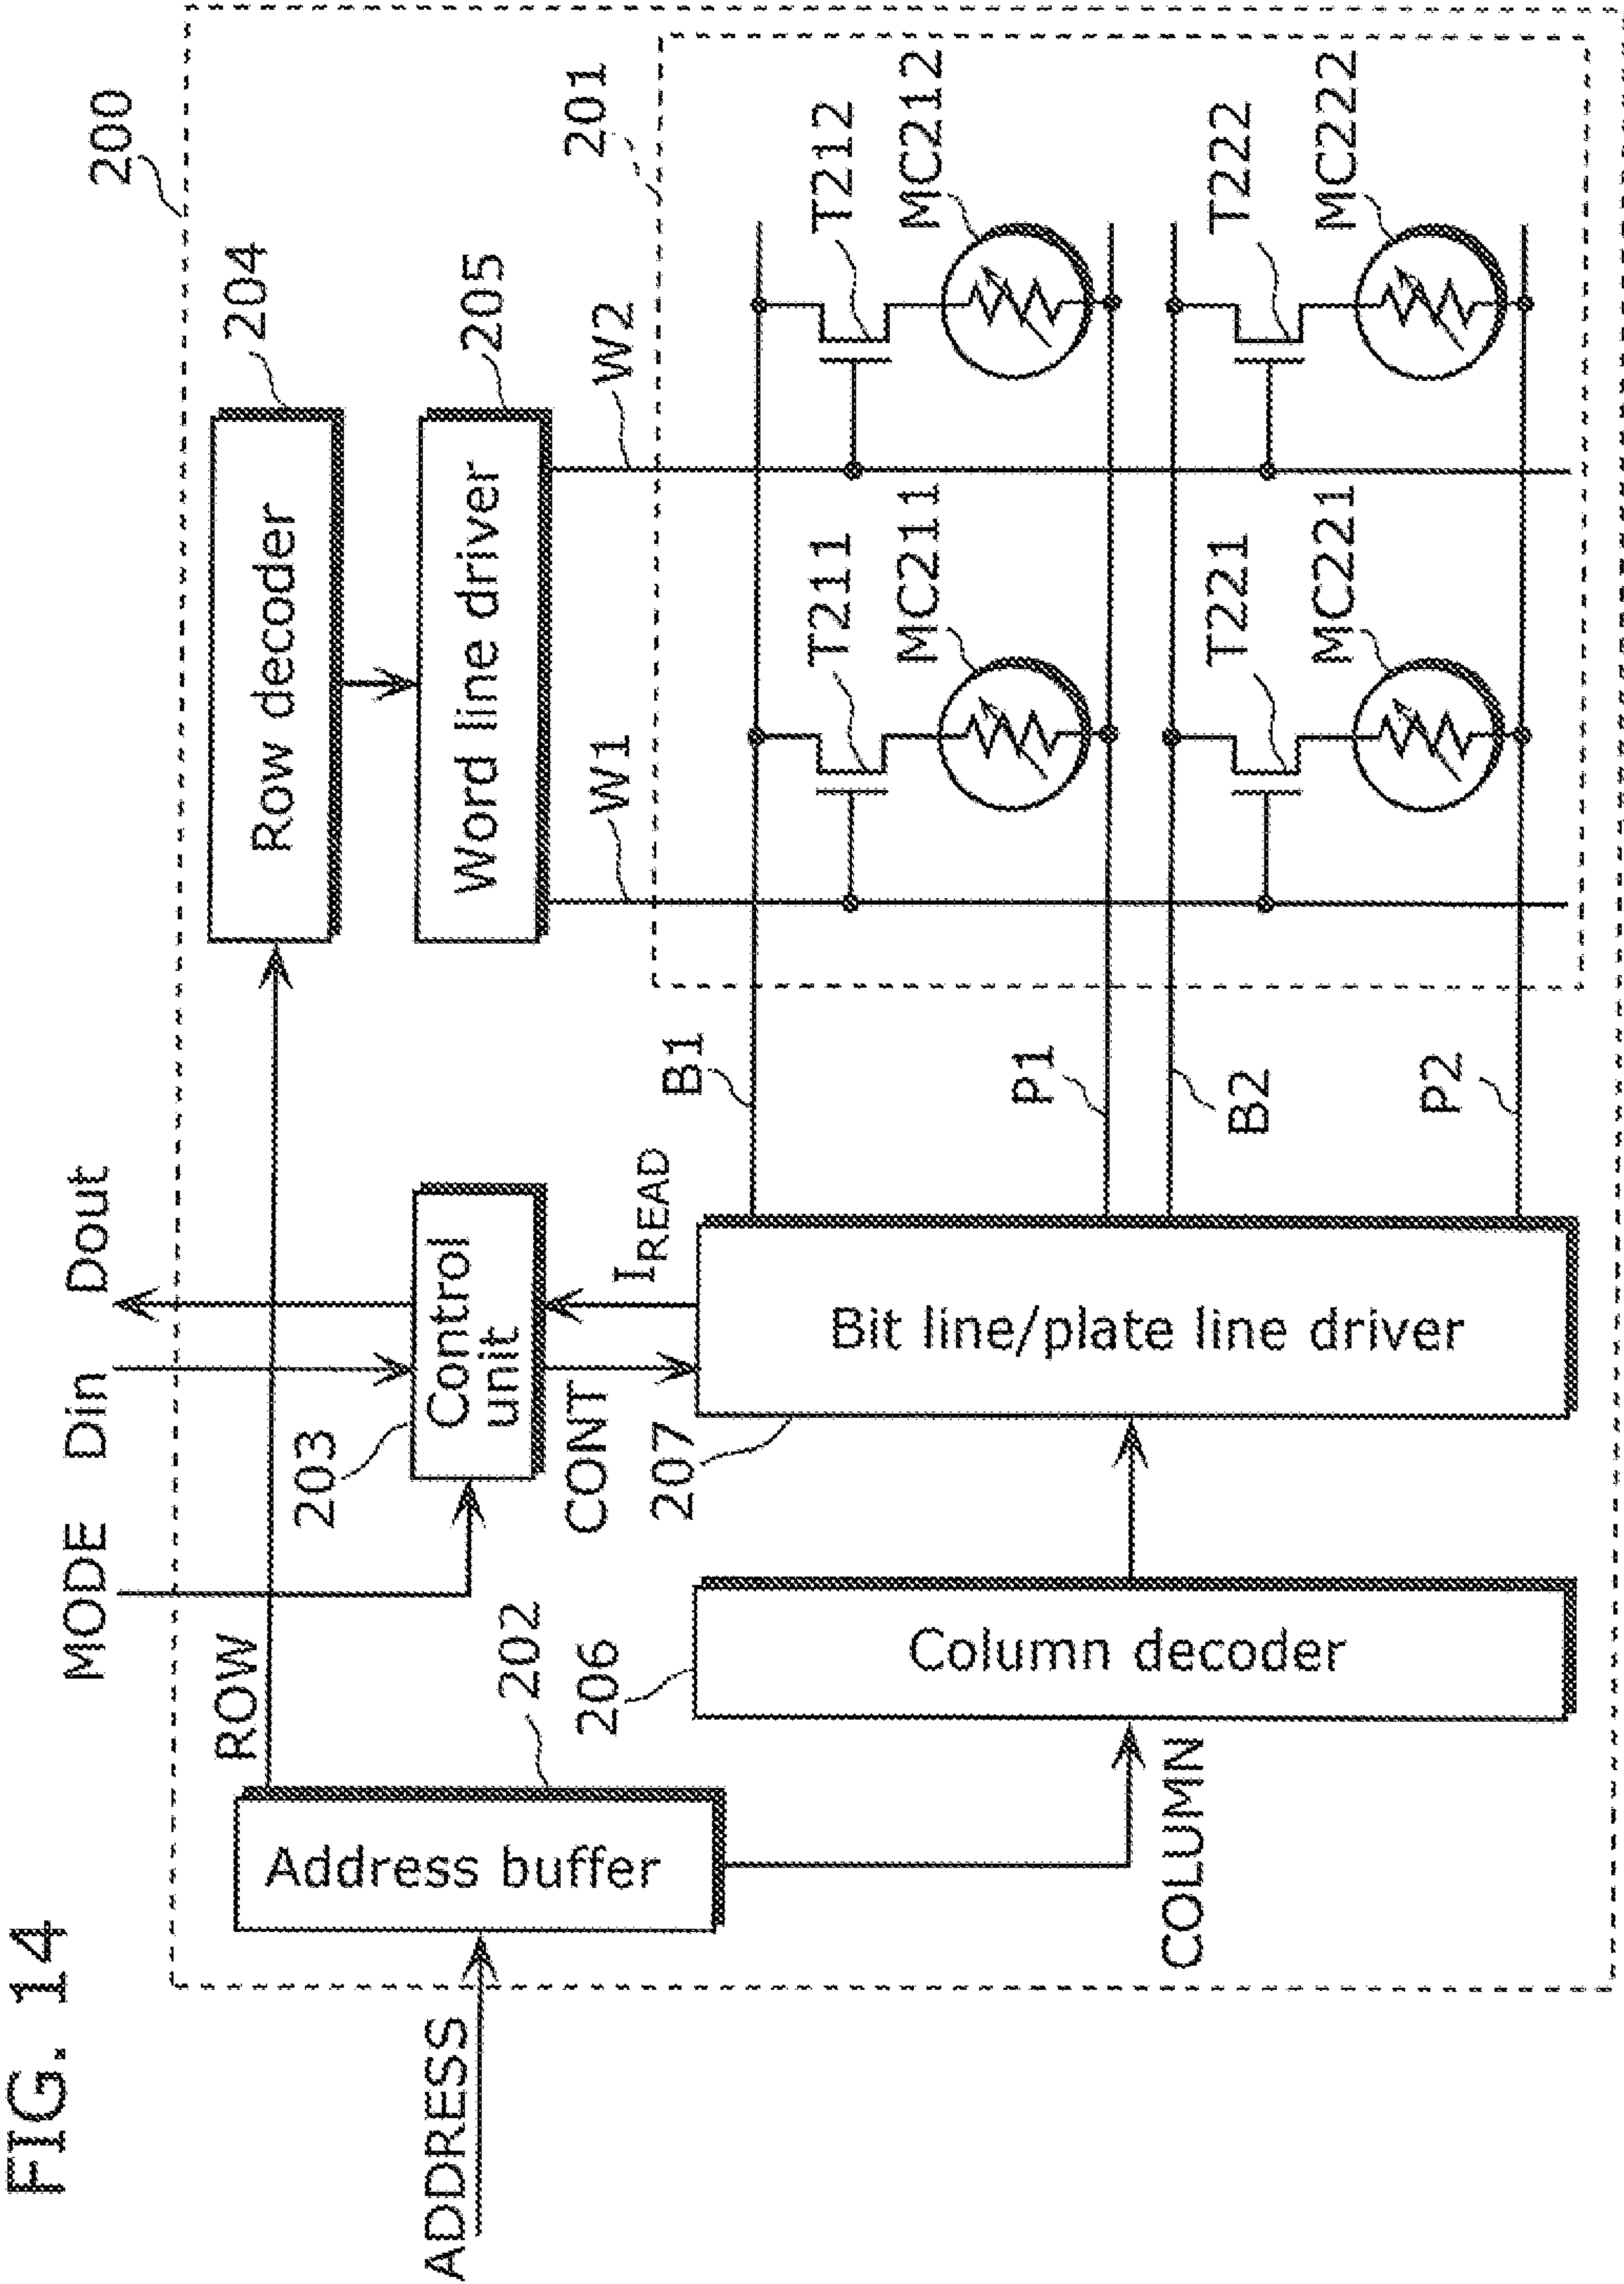 FIG. 14
200
MODE Din Dout
ROW
204
Row decoder
203
Control
unit
205
Word line driver
ADDRESS
Address buffer
202
CONT
I_READ
W1
W2
201
206
207
B1
T211
T212
MC211
MC212
Column decoder
Bit line/plate line driver
P1
COLUMN
B2
T221
T222
MC221
MC222
P2